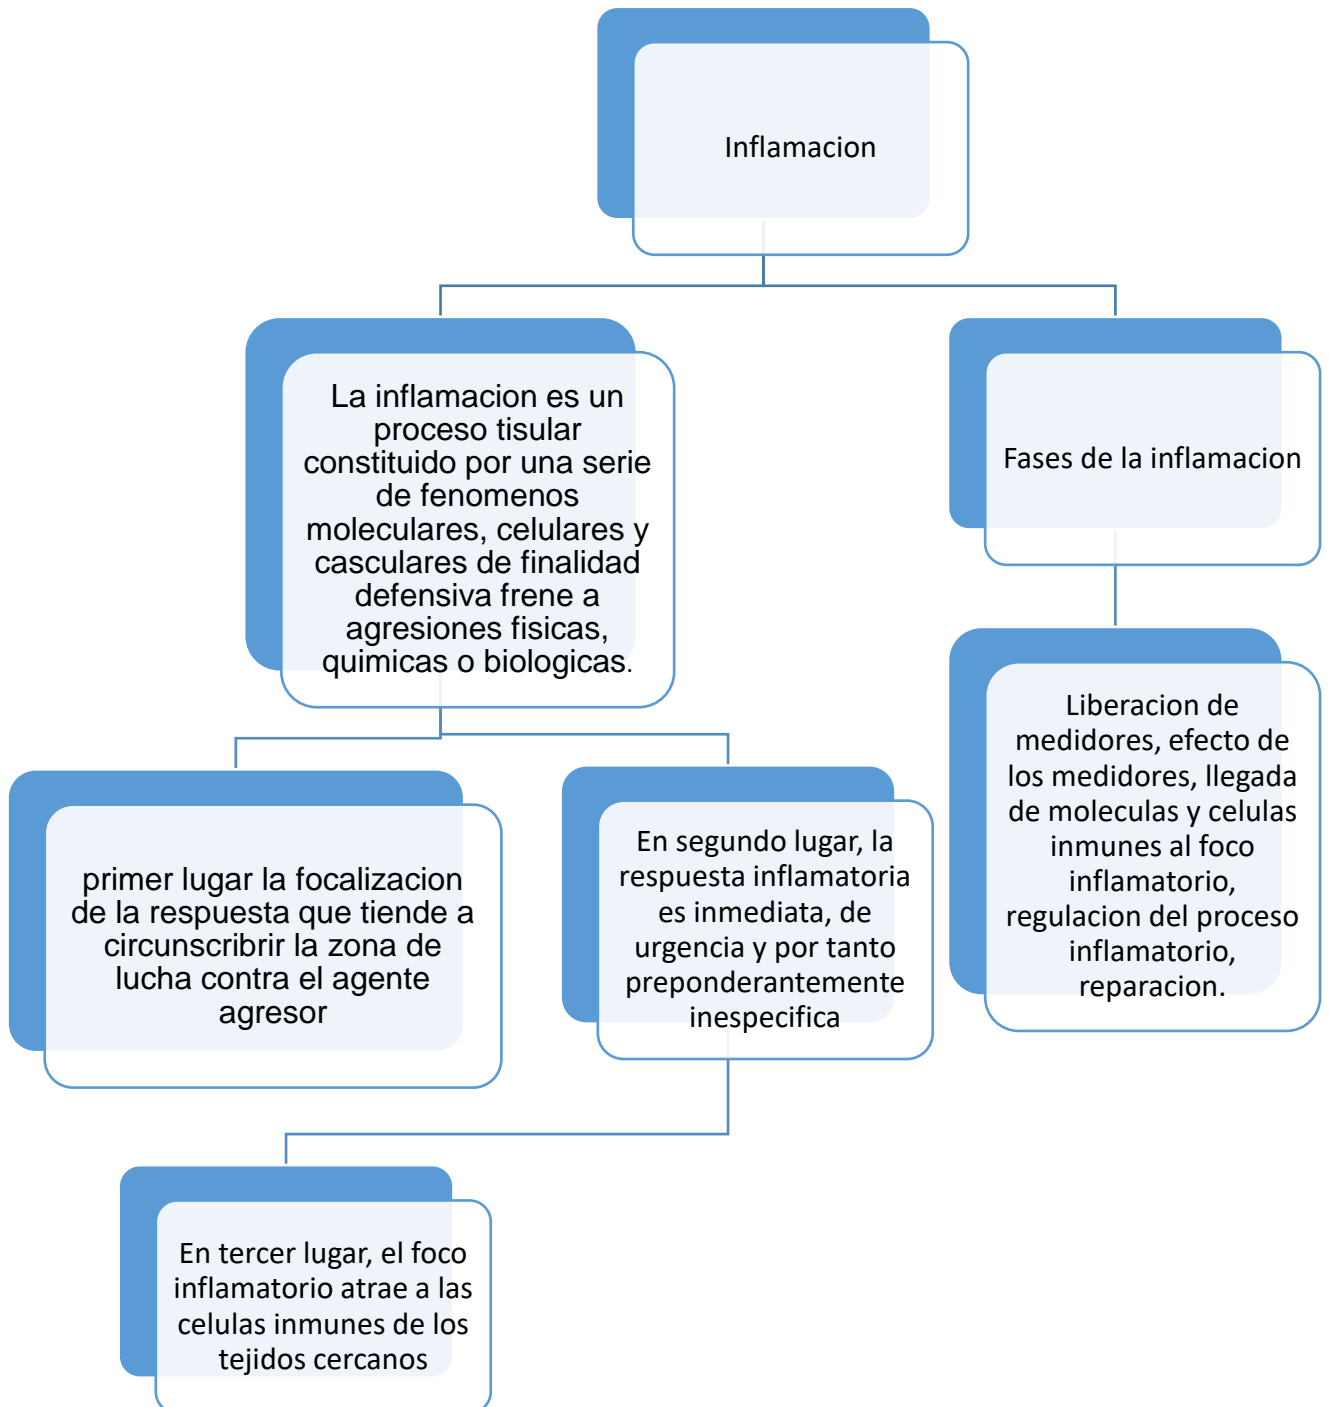 Inflamacion
La inflamacion es un
proceso tisular
constituido por una serie
de fenomenos
moleculares, celulares y
casculares de finalidad
defensiva frene a
agresiones fisicas,
quimicas o biologicas.
Fases de la inflamacion
primer lugar la focalizacion
de la respuesta que tiende a
circunscribrir la zona de
lucha contra el agente
agresor
En segundo lugar, la
respuesta inflamatoria
es inmediata, de
urgencia y por tanto
preponderantemente
inespecifica
Liberacion de
medidores, efecto de
los medidores, llegada
de moleculas y celulas
inmunes al foco
inflamatorio,
regulacion del proceso
inflamatorio,
reparacion.
En tercer lugar, el foco
inflamatorio atrae a las
celulas inmunes de los
tejidos cercanos